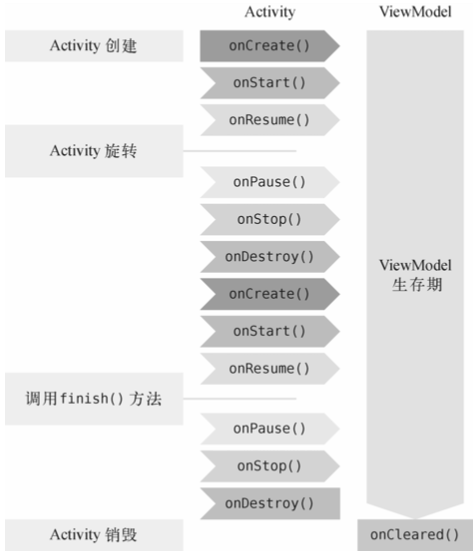 Activity ViewModel
Activity 创建 onCreate()
onStart()
onResume()
Activity 旋转
onPause()
onStop()
onDestroy()
ViewModel
生存期
onCreate()
onStart()
onResume()
调用finish() 方法
onPause()
onStop()
onDestroy()
Activity 销毁 onCleared()